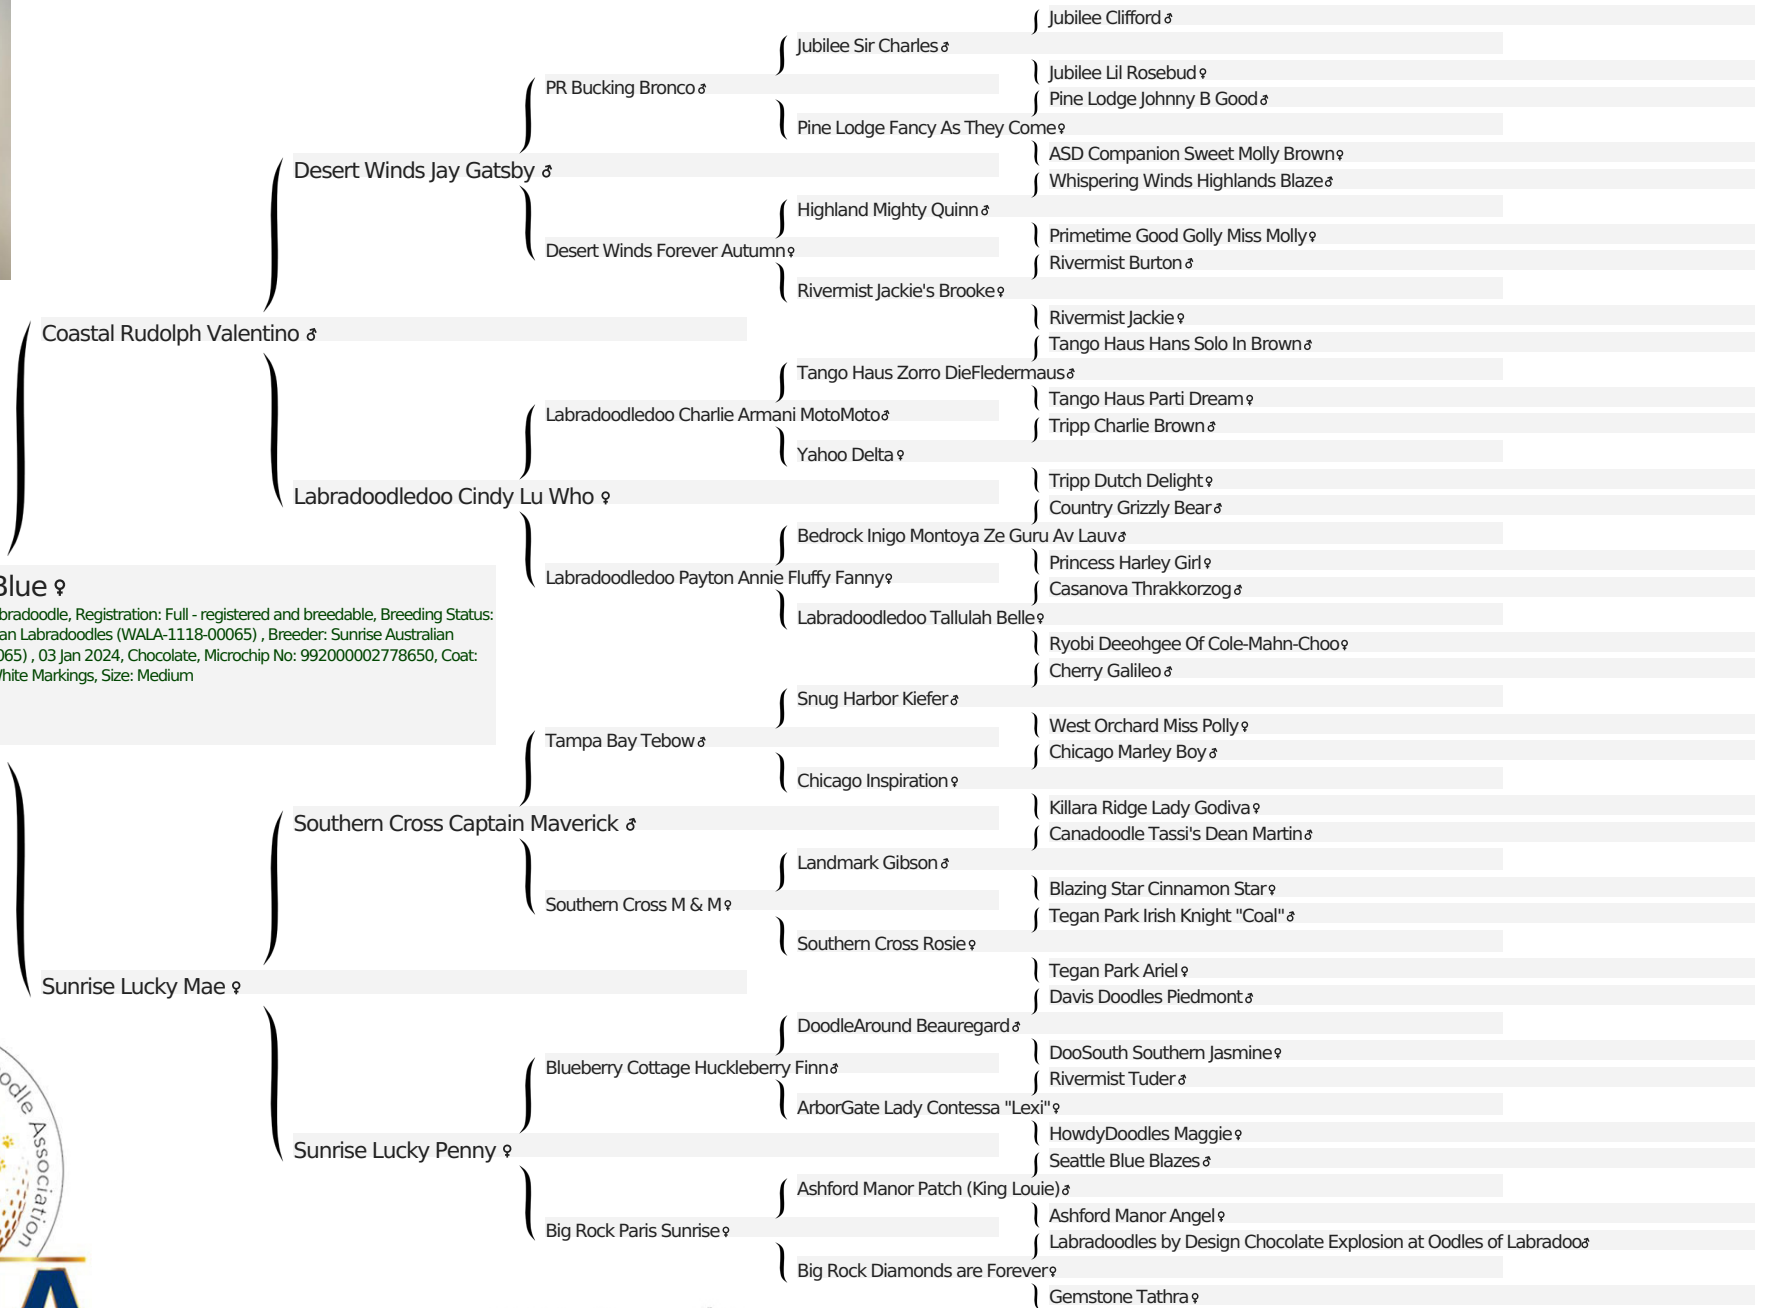 Jubilee Clifford ♂
Jubilee Sir Charles ♂
Jubilee Lil Rosebud ♀
PR Bucking Bronco ♂
Pine Lodge Johnny B Good ♂
Pine Lodge Fancy As They Come ♀
ASD Companion Sweet Molly Brown ♀
Desert Winds Jay Gatsby ♂
Whispering Winds Highlands Blaze ♂
Highland Mighty Quinn ♂
Primetime Good Golly Miss Molly ♀
Desert Winds Forever Autumn ♀
Rivermist Burton ♂
Rivermist Jackie's Brooke ♀
Rivermist Jackie ♀
Coastal Rudolph Valentino ♂
Tango Haus Hans Solo In Brown ♂
Tango Haus Zorro DieFledermaus ♂
Tango Haus Parti Dream ♀
Labradoodledoo Charlie Armani MotoMoto ♂
Tripp Charlie Brown ♂
Yahoo Delta ♀
Tripp Dutch Delight ♀
Labradoodledoo Cindy Lu Who ♀
Country Grizzly Bear ♂
Bedrock Inigo Montoya Ze Guru Av Lauv ♂
Princess Harley Girl ♀
Labradoodledoo Payton Annie Fluffy Fanny ♀
Casanova Thrakkorzog ♂
Labradoodledoo Tallulah Belle ♀
Ryobi Deeohgee Of Cole-Mahn-Choo ♀
Blue ♀
bradoodle, Registration: Full - registered and breedable, Breeding Status:
an Labradoodles (WALA-1118-00065) , Breeder: Sunrise Australian
065) , 03 Jan 2024, Chocolate, Microchip No: 992000002778650, Coat:
White Markings, Size: Medium
Cherry Galileo ♂
Snug Harbor Kiefer ♂
West Orchard Miss Polly ♀
Tampa Bay Tebow ♂
Chicago Marley Boy ♂
Chicago Inspiration ♀
Killara Ridge Lady Godiva ♀
Southern Cross Captain Maverick ♂
Canadoodle Tassi's Dean Martin ♂
Landmark Gibson ♂
Blazing Star Cinnamon Star ♀
Southern Cross M & M ♀
Tegan Park Irish Knight "Coal" ♂
Southern Cross Rosie ♀
Tegan Park Ariel ♀
Sunrise Lucky Mae ♀
Davis Doodles Piedmont ♂
DoodleAround Beauregard ♂
DooSouth Southern Jasmine ♀
Blueberry Cottage Huckleberry Finn ♂
Rivermist Tuder ♂
ArborGate Lady Contessa "Lexi" ♀
HowdyDoodles Maggie ♀
Sunrise Lucky Penny ♀
Seattle Blue Blazes ♂
Ashford Manor Patch (King Louie) ♂
Ashford Manor Angel ♀
Big Rock Paris Sunrise ♀
Labradoodles by Design Chocolate Explosion at Oodles of Labradoo ♂
Big Rock Diamonds are Forever ♀
Gemstone Tathra ♀
oodle Association
A